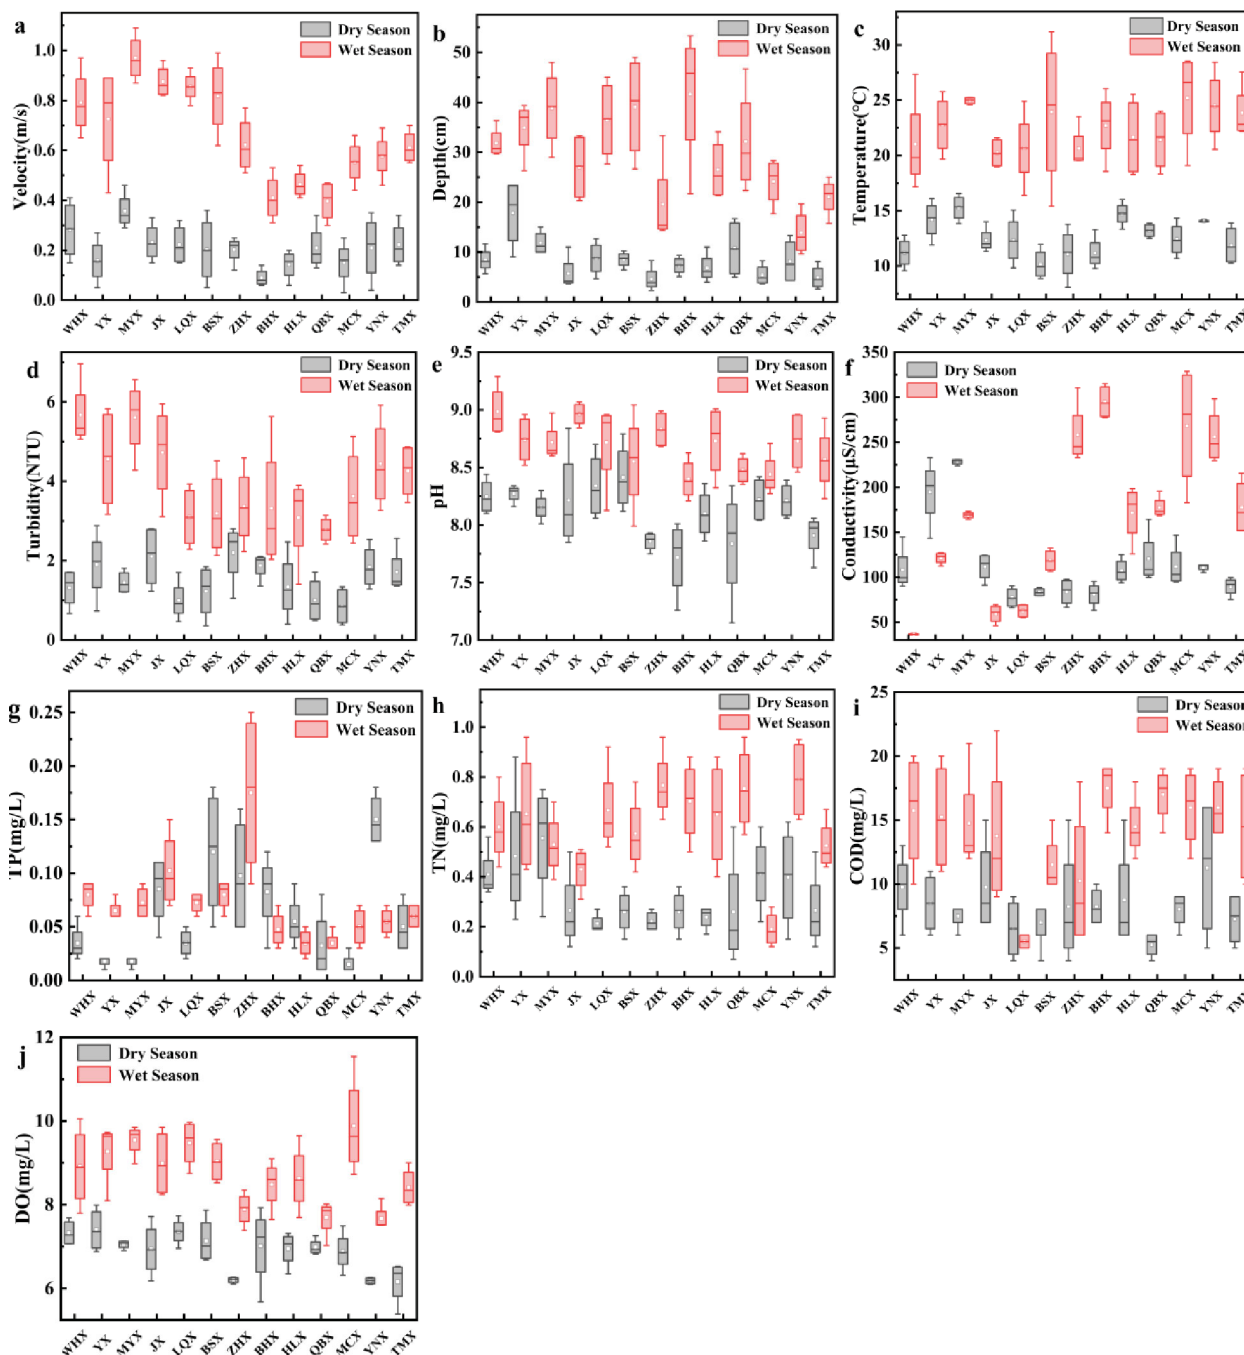 a
Dry Season
Wet Season
Velocity(m/s)
1.0
0.8
0.6
0.4
0.2
0.0
WHX YX MYX JX LQX BSX ZHX BHX HLX QBX MCX YNX TMX
b
Dry Season
Wet Season
Depth(cm)
50
40
30
20
10
0
WHX YX MYX JX LQX BSX ZHX BHX HLX QBX MCX YNX TMX
c
Dry Season
Wet Season
Temperature(°C)
30
25
20
15
10
WHX YX MYX JX LQX BSX ZHX BHX HLX QBX MCX YNX TMX
d
Dry Season
Wet Season
Turbidity(NTU)
6
4
2
0
WHX YX MYX JX LQX BSX ZHX BHX HLX QBX MCX YNX TMX
e
Dry Season
Wet Season
pH
9.5
9.0
8.5
8.0
7.5
7.0
WHX YX MYX JX LQX BSX ZHX BHX HLX QBX MCX YNX TMX
f
Dry Season
Wet Season
Conductivity(μS/cm)
350
300
250
200
150
100
50
WHX YX MYX JX LQX BSX ZHX BHX HLX QBX MCX YNX TMX
g
Dry Season
Wet Season
TP(mg/L)
0.25
0.20
0.15
0.10
0.05
0.00
WHX YX MYX JX LQX BSX ZHX BHX HLX QBX MCX YNX TMX
h
Dry Season
Wet Season
TN(mg/L)
1.0
0.8
0.6
0.4
0.2
0.0
WHX YX MYX JX LQX BSX ZHX BHX HLX QBX MCX YNX TMX
i
Dry Season
Wet Season
COD(mg/L)
25
20
15
10
5
WHX YX MYX JX LQX BSX ZHX BHX HLX QBX MCX YNX TMX
j
Dry Season
Wet Season
DO(mg/L)
12
10
8
6
WHX YX MYX JX LQX BSX ZHX BHX HLX QBX MCX YNX TMX